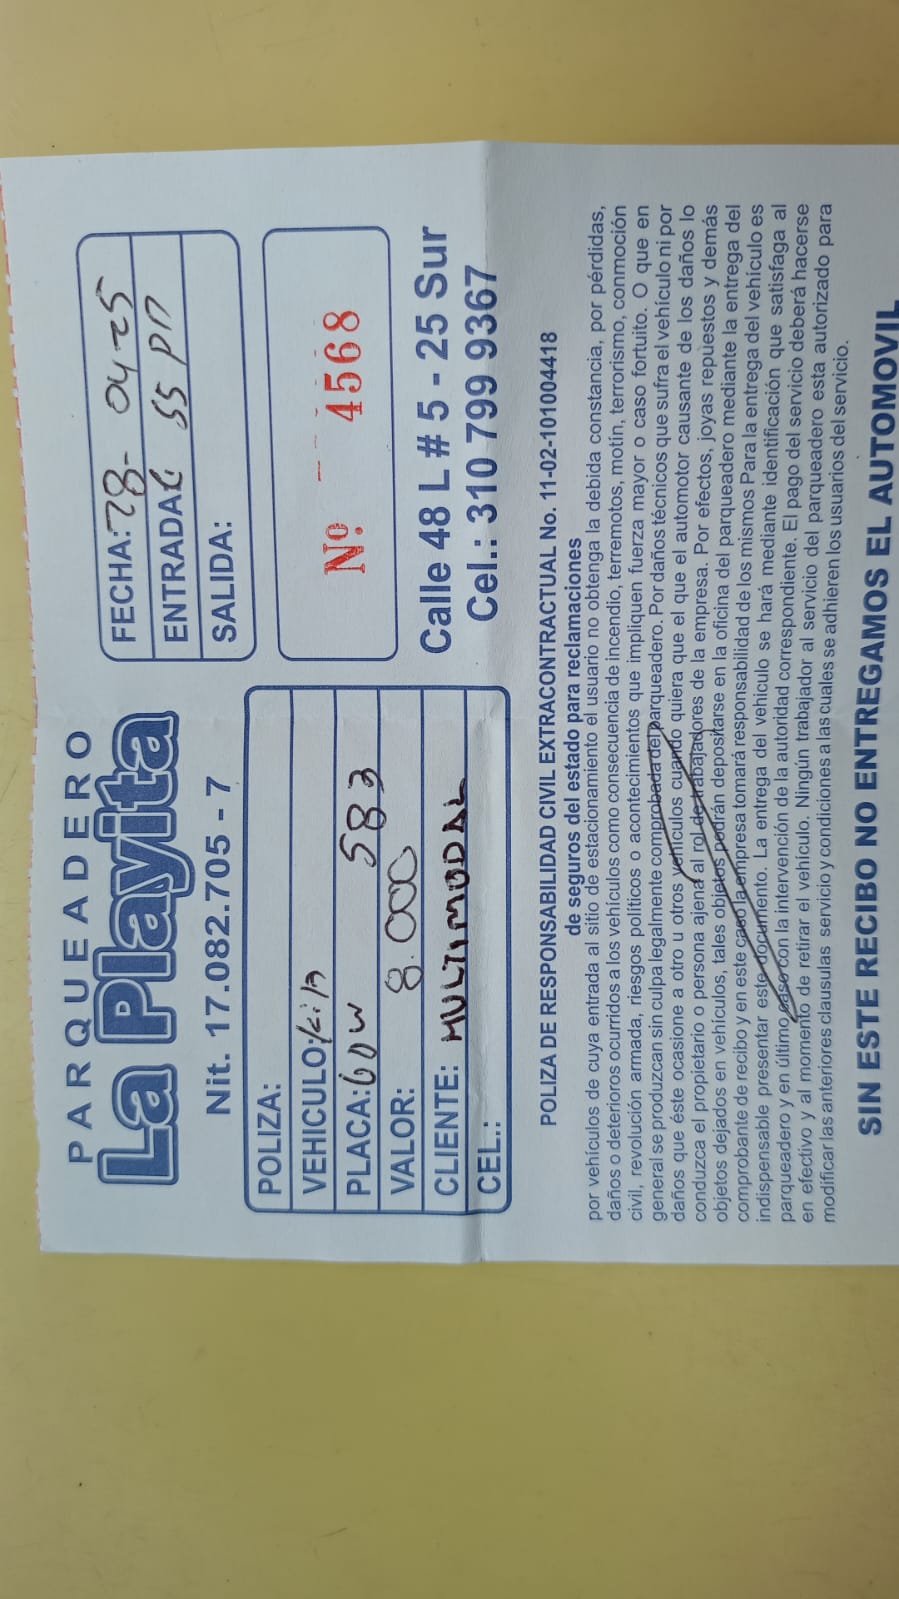 PARQUEADERO
La Playita
Nit. 17.082.705 - 7
FECHA: 28- 04-25
ENTRADA: 55 PM
SALIDA:
Nº 4568
POLIZA:
VEHICULO:
PLACA: GOW 583
VALOR: 8.000
CLIENTE: MULTIMODAL
CEL.:
Calle 48 L # 5 - 25 Sur
Cel.: 310 799 9367
POLIZA DE RESPONSABILIDAD CIVIL EXTRACONTRACTUAL No. 11-02-101004418
de seguros del estado para reclamaciones
por vehículos de cuya entrada al sitio de estacionamiento el usuario no obtenga la debida constancia, por pérdidas,
daños o deterioros ocurridos a los vehículos como consecuencia de incendio, terremotos, motín, terrorismo, conmoción
civil, revolución armada, riesgos políticos o acontecimientos que impliquen fuerza mayor o caso fortuito. O que en
general se produzcan sin culpa legalmente comprobada del parqueadero. Por daños técnicos que sufra el vehículo ni por
daños que éste ocasione a otro u otros vehículos cuando quiera que el que el automotor causante de los daños lo
conduzca el propietario o persona ajena al rol de trabajadores de la empresa. Por efectos, joyas repuestos y demás
objetos dejados en vehículos, tales objetos podrán depositarse en la oficina del parqueadero mediante la entrega del
comprobante de recibo y en este caso la empresa tomará responsabilidad de los mismos Para la entrega del vehículo es
indispensable presentar este documento. La entrega del vehículo se hará mediante identificación que satisfaga al
parqueadero y en último caso con la intervención de la autoridad correspondiente. El pago del servicio deberá hacerse
en efectivo y al momento de retirar el vehículo. Ningún trabajador al servicio del parqueadero esta autorizado para
modificar las anteriores clausulas servicio y condiciones a las cuales se adhieren los usuarios del servicio.
SIN ESTE RECIBO NO ENTREGAMOS EL AUTOMOVIL